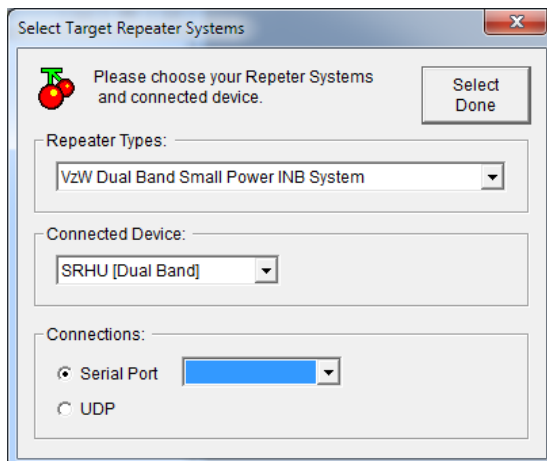 Select Target Repeater Systems
Please choose your Repeter Systems
and connected device.
Select
Done
Repeater Types:
VzW Dual Band Small Power INB System
Connected Device:
SRHU [Dual Band]
Connections:
Serial Port
UDP